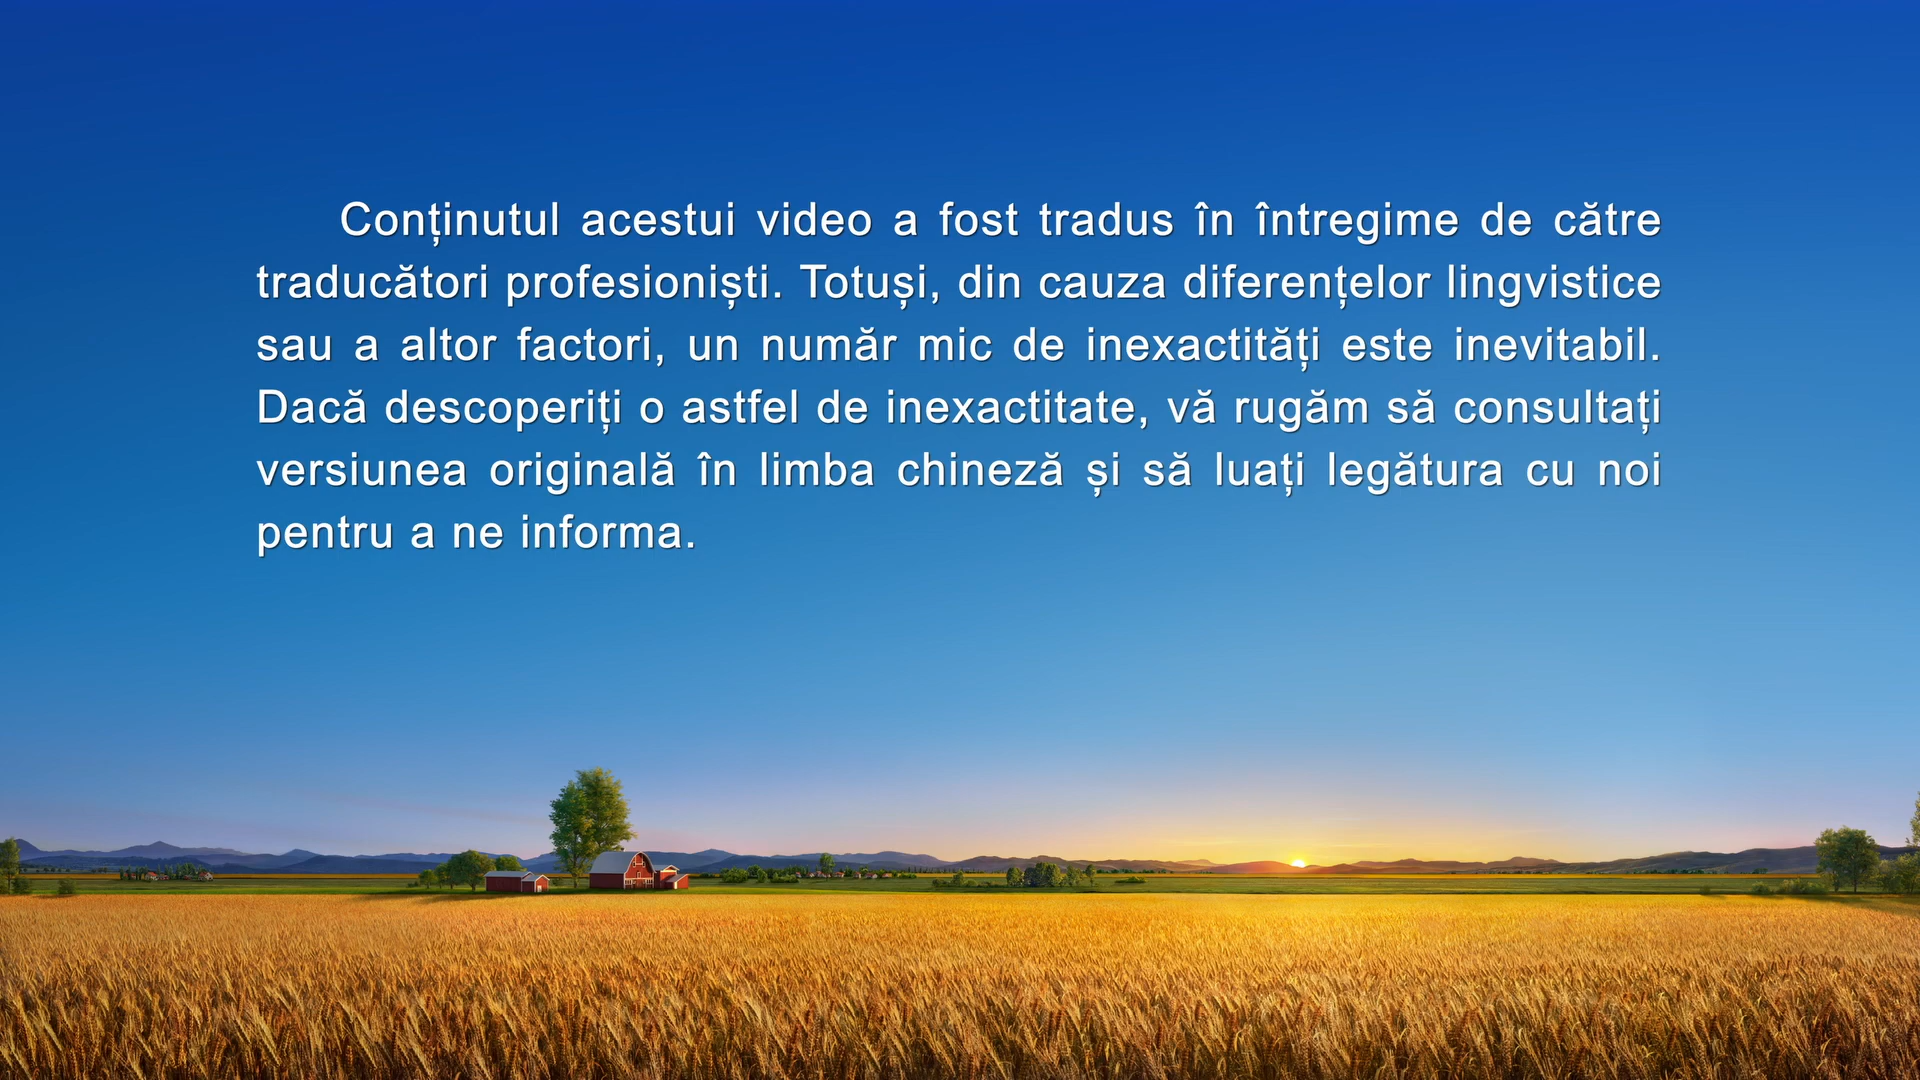 Conținutul acestui video a fost tradus în întregime de către
traducători profesioniști. Totuși, din cauza diferențelor lingvistice
sau a altor factori, un număr mic de inexactități este inevitabil.
Dacă descoperiți o astfel de inexactitate, vă rugăm să consultați
versiunea originală în limba chineză și să luați legătura cu noi
pentru a ne informa.